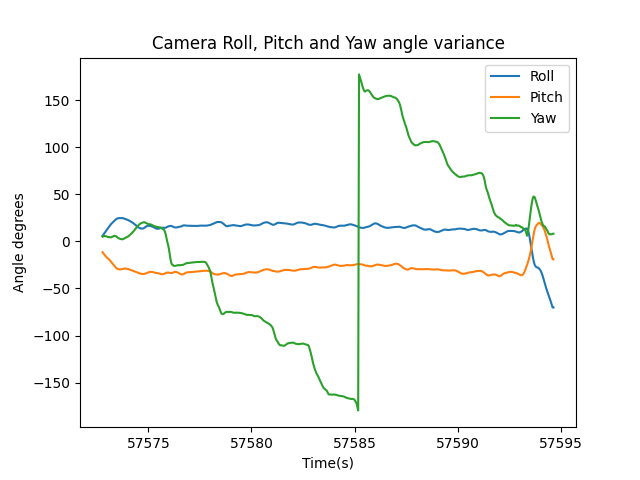 Camera Roll, Pitch and Yaw angle variance
Roll
Pitch
Yaw
Angle degrees
150
100
50
0
−50
−100
−150
57575
57580
57585
57590
57595
Time(s)